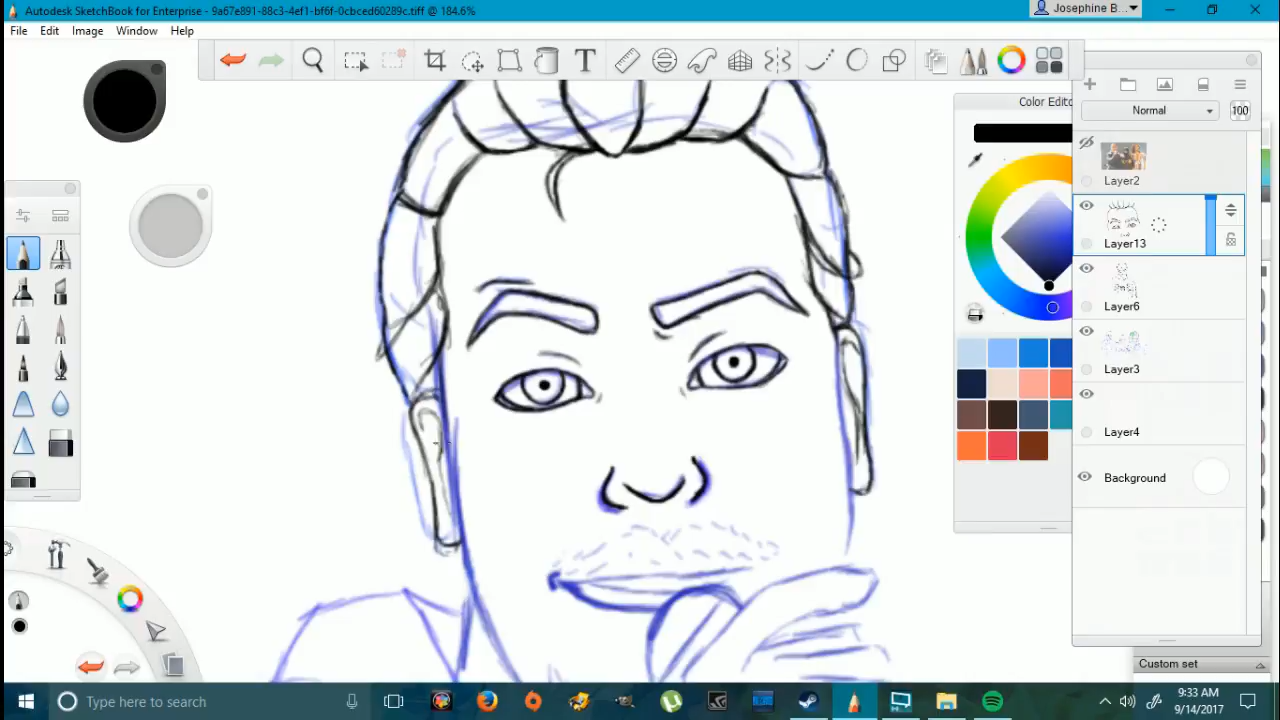 Autodesk SketchBook for Enterprise - 9a67e891-88c3-4ef1-bf6f-0cbced60289c.tiff @ 184.6%
Josephine B...
File Edit Image Window Help
T
Color Edito
Normal
100
Layer2
Layer13
Layer6
Layer3
Layer4
Background
Custom set
Type here to search
9:33 AM
9/14/2017